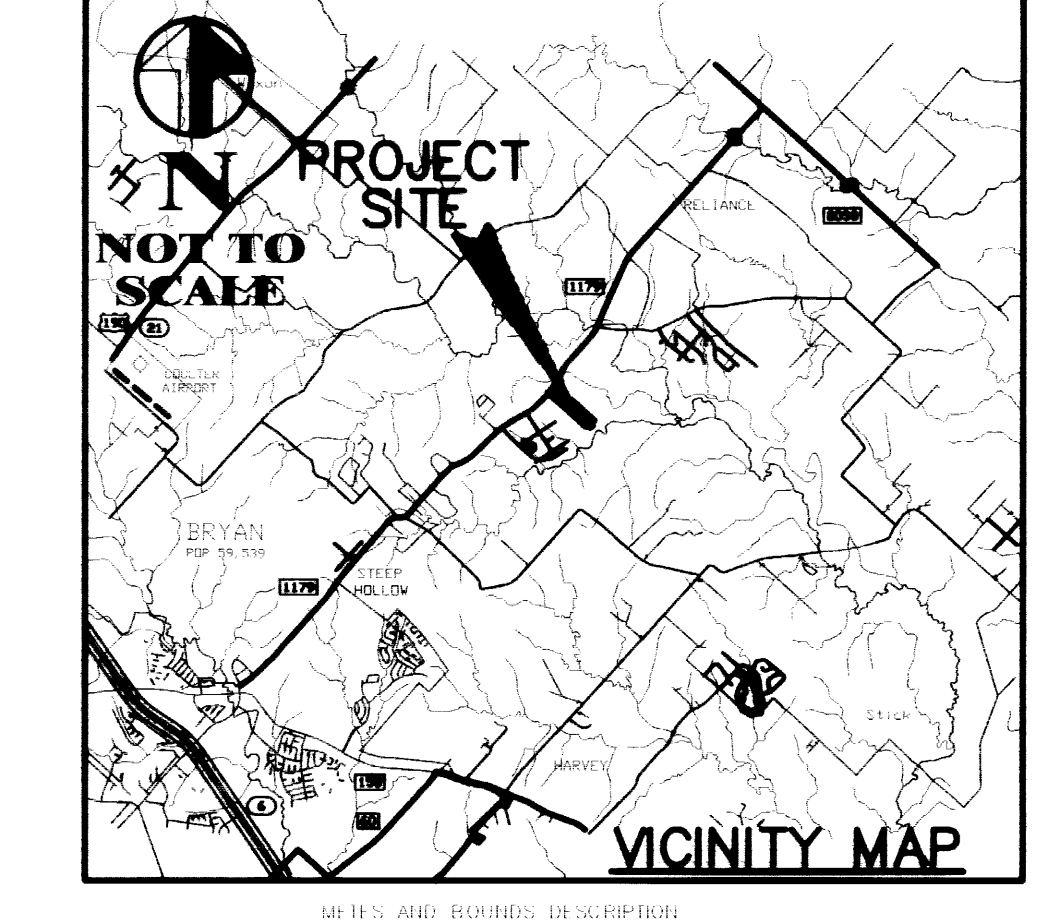 N
NOT TO
SCALE
PROJECT
SITE
RELIANCE
1179
190
21
COULTER
AIRPORT
BRYAN
POP 59,539
1179
STEEP
HOLLOW
Stick
HARVEY
190
60
6
VICINITY MAP
METES AND BOUNDS DESCRIPTION